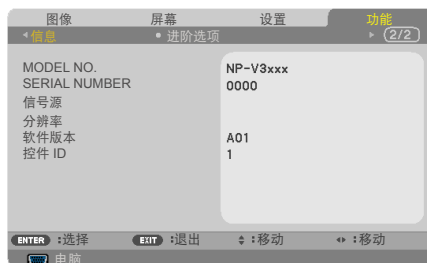 图像 屏幕 设置 功能
信息 • 进阶选项 (2/2)
MODEL NO. NP-V3xxx
SERIAL NUMBER 0000
信号源
分辨率
软件版本 A01
控件 ID 1
ENTER :选择 EXIT :退出 :移动 :移动
电脑